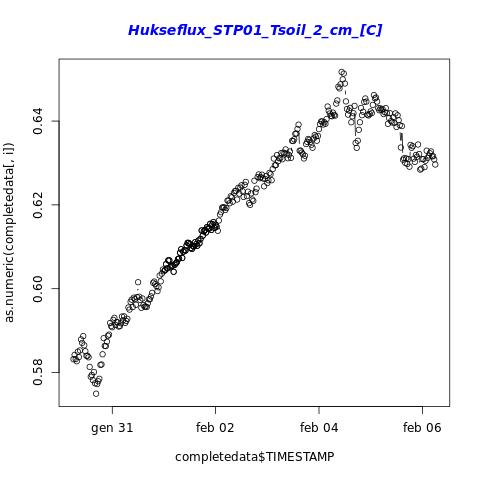 Hukseflux_STP01_Tsoil_2_cm_[C]
as.numeric(completedata[, i])
0.64
0.62
0.60
0.58
gen 31
feb 02
feb 04
feb 06
completedata$TIMESTAMP